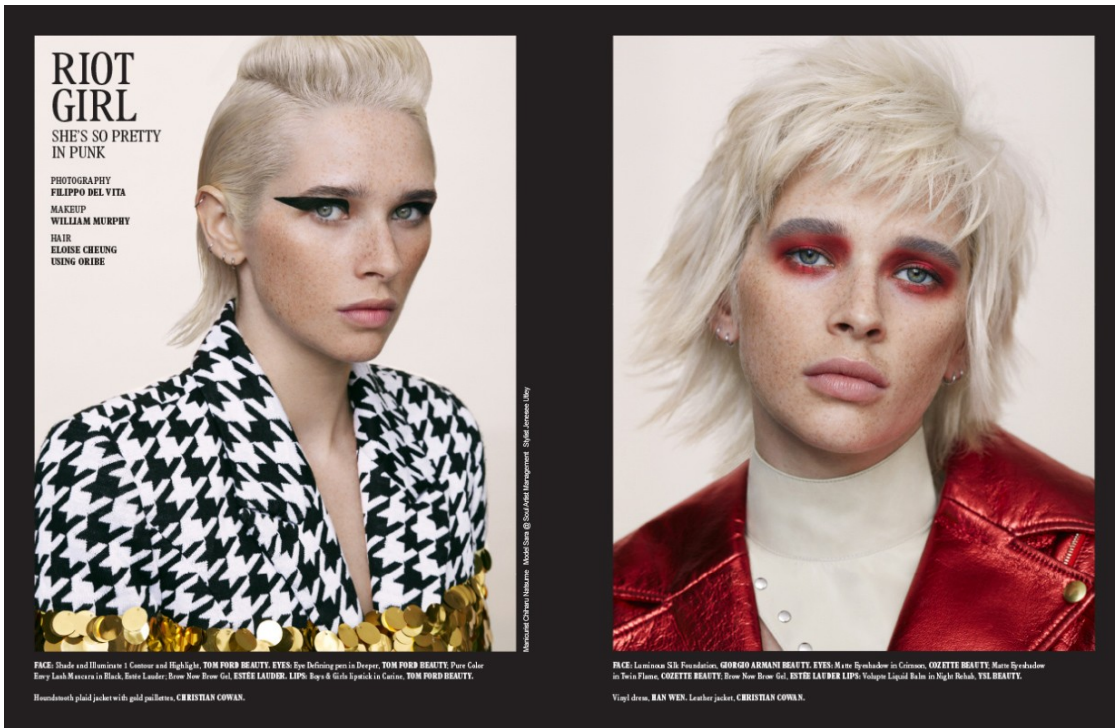 RIOT
GIRL
SHE'S SO PRETTY
IN PUNK
PHOTOGRAPHY
FILIPPO DEL VITA
MAKEUP
WILLIAM MURPHY
HAIR
ELOISE CHEUNG
USING ORIBE
Manicurist Chiharu Natsume Model Sara @ Soul Artist Management Stylist Jenesee Utley
FACE: Shade and Illuminate 1 Contour and Highlight, TOM FORD BEAUTY. EYES: Eye Defining pen in Deeper, TOM FORD BEAUTY; Pure Color
Envy Lash Mascara in Black, Estée Lauder; Brow Now Brow Gel, ESTÉE LAUDER. LIPS: Boys & Girls lipstick in Carine, TOM FORD BEAUTY.
Houndstooth plaid jacket with gold paillettes, CHRISTIAN COWAN.
FACE: Luminous Silk Foundation, GIORGIO ARMANI BEAUTY. EYES: Matte Eyeshadow in Crimson, COZETTE BEAUTY; Matte Eyeshadow
in Twin Flame, COZETTE BEAUTY; Brow Now Brow Gel, ESTÉE LAUDER LIPS: Volupte Liquid Balm in Night Rehab, YSL BEAUTY.
Vinyl dress, HAN WEN. Leather jacket, CHRISTIAN COWAN.